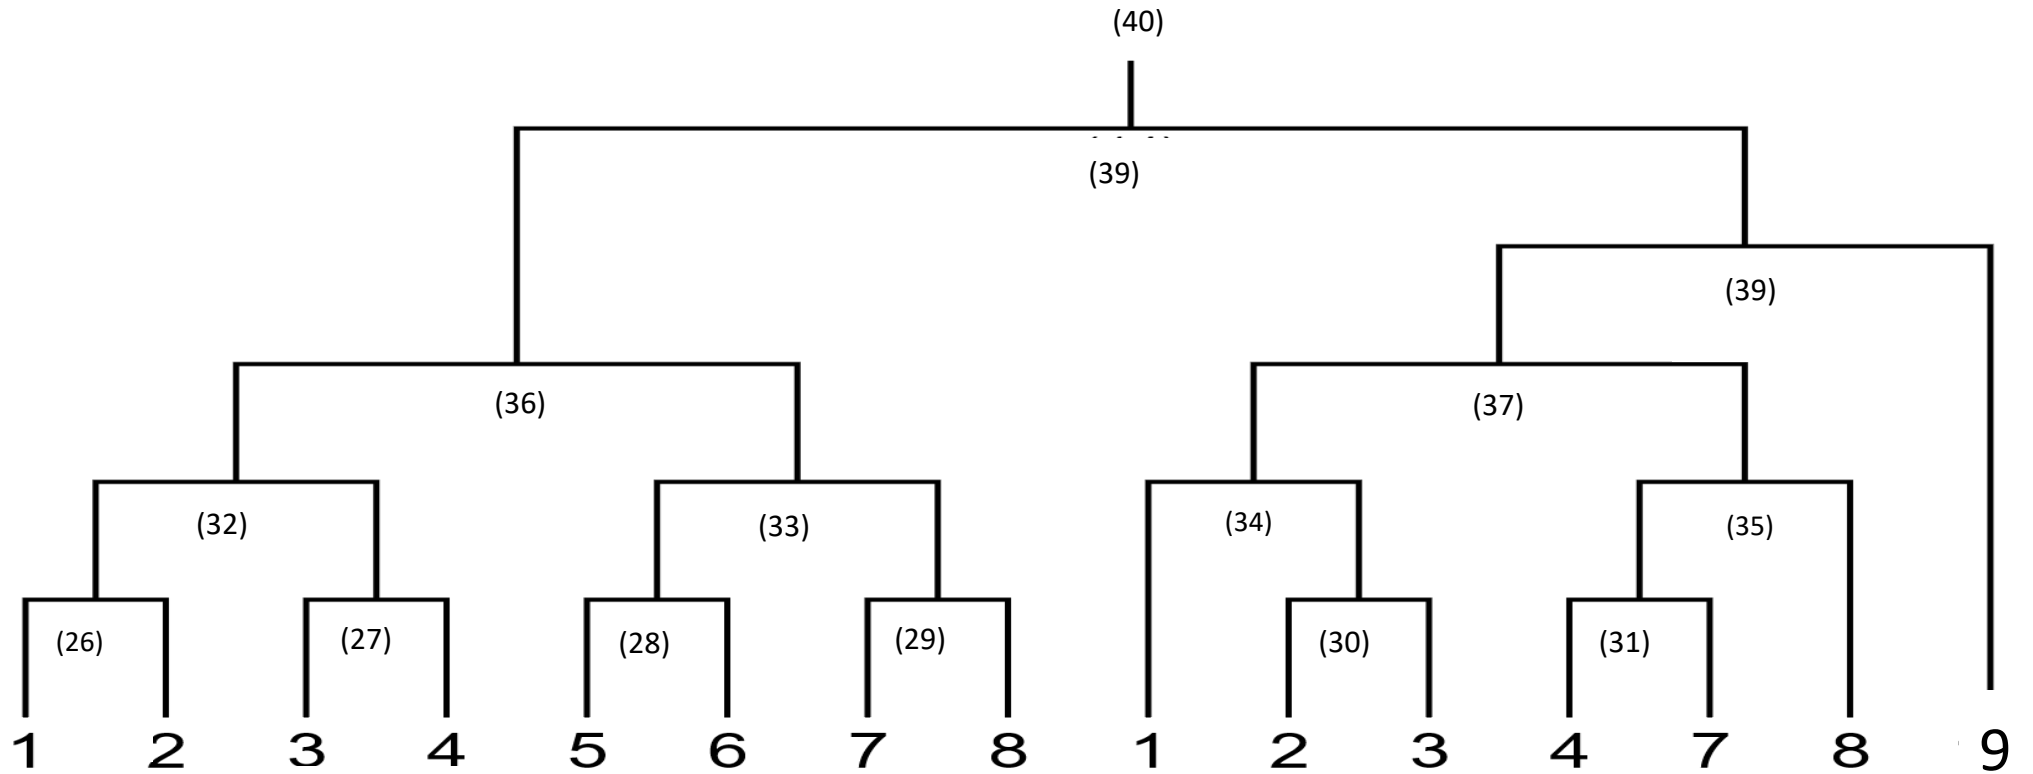 (40)
(39)
(39)
(36) (37)
(32) (33) (34) (35)
(26) (27) (28) (29) (30) (31)
1 2 3 4 5 6 7 8 1 2 3 4 7 8 9